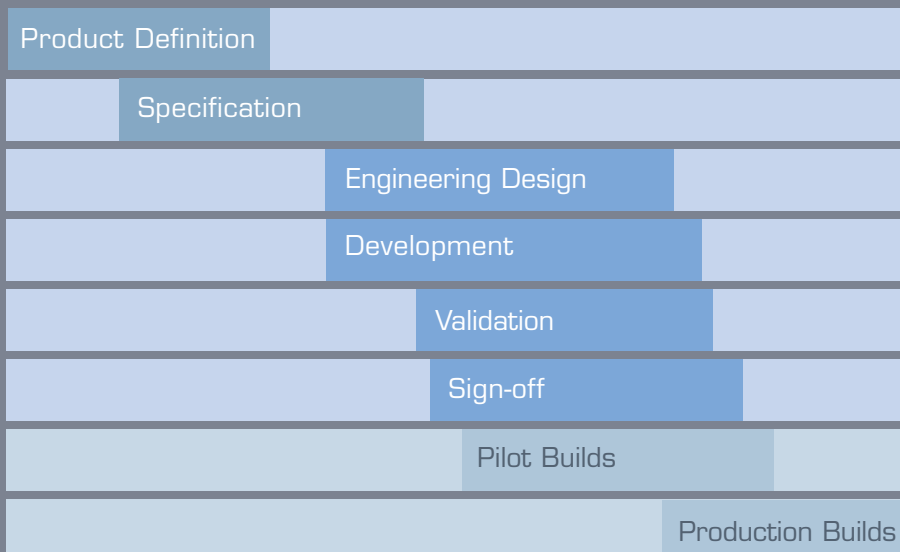 Product Definition
Specification
Engineering Design
Development
Validation
Sign-off
Pilot Builds
Production Builds